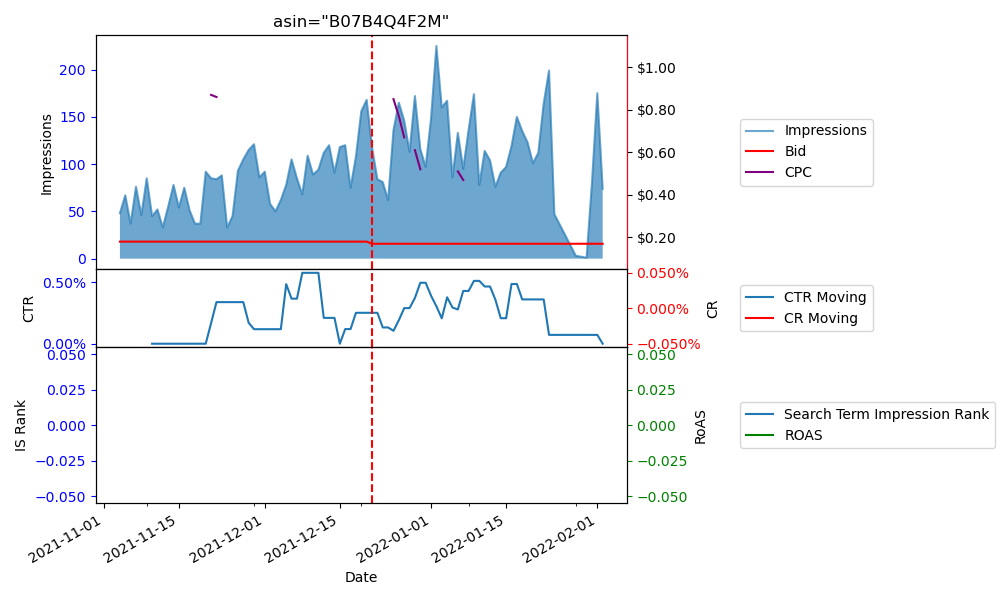 asin="B07B4Q4F2M"
Impressions
200
150
100
50
0
$1.00
$0.80
$0.60
$0.40
$0.20
Impressions
Bid
CPC
CTR
0.50%
0.00%
0.050%
0.000%
−0.050%
CR
CTR Moving
CR Moving
IS Rank
0.050
0.025
0.000
−0.025
−0.050
0.050
0.025
0.000
−0.025
−0.050
RoAS
Search Term Impression Rank
ROAS
2021-11-01
2021-11-15
2021-12-01
2021-12-15
2022-01-01
2022-01-15
2022-02-01
Date